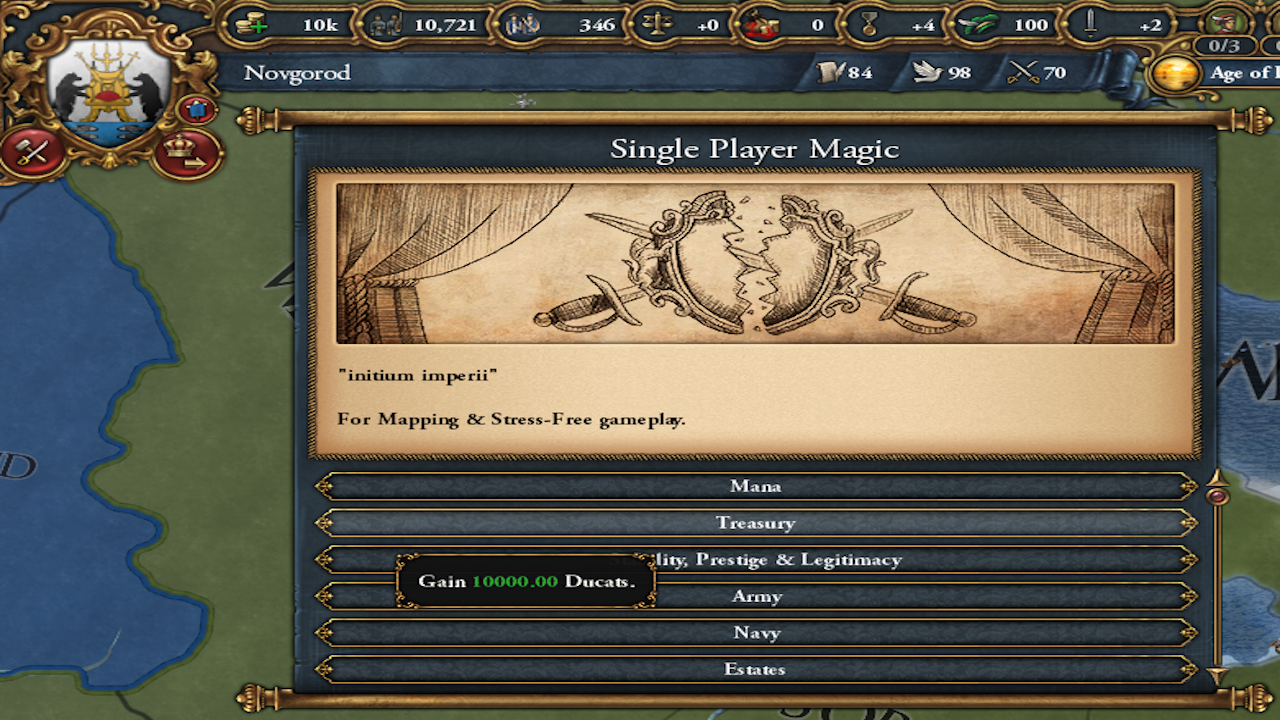 10k 10,721 346 +0 0 +4 100 +2
0/3
Novgorod 84 98 70 Age of
Single Player Magic
"initium imperii"
For Mapping & Stress-Free gameplay.
Mana
Treasury
Prestige & Legitimacy
Gain 10000.00 Ducats.
Army
Navy
Estates